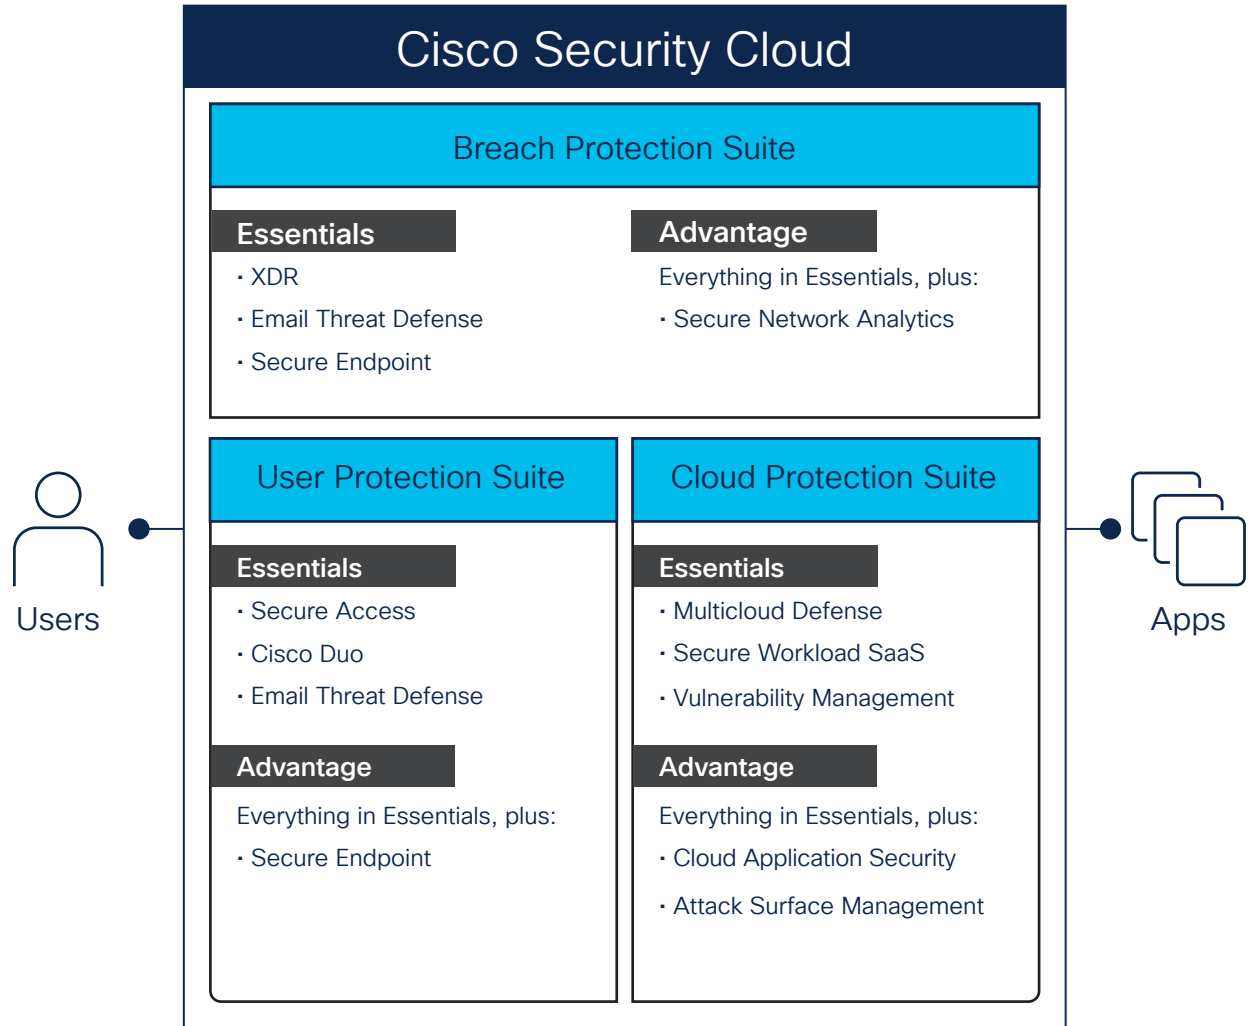 Cisco Security Cloud
Breach Protection Suite
Essentials
· XDR
· Email Threat Defense
· Secure Endpoint
Advantage
Everything in Essentials, plus:
· Secure Network Analytics
Users
User Protection Suite
Essentials
· Secure Access
· Cisco Duo
· Email Threat Defense
Advantage
Everything in Essentials, plus:
· Secure Endpoint
Cloud Protection Suite
Essentials
· Multicloud Defense
· Secure Workload SaaS
· Vulnerability Management
Advantage
Everything in Essentials, plus:
· Cloud Application Security
· Attack Surface Management
Apps